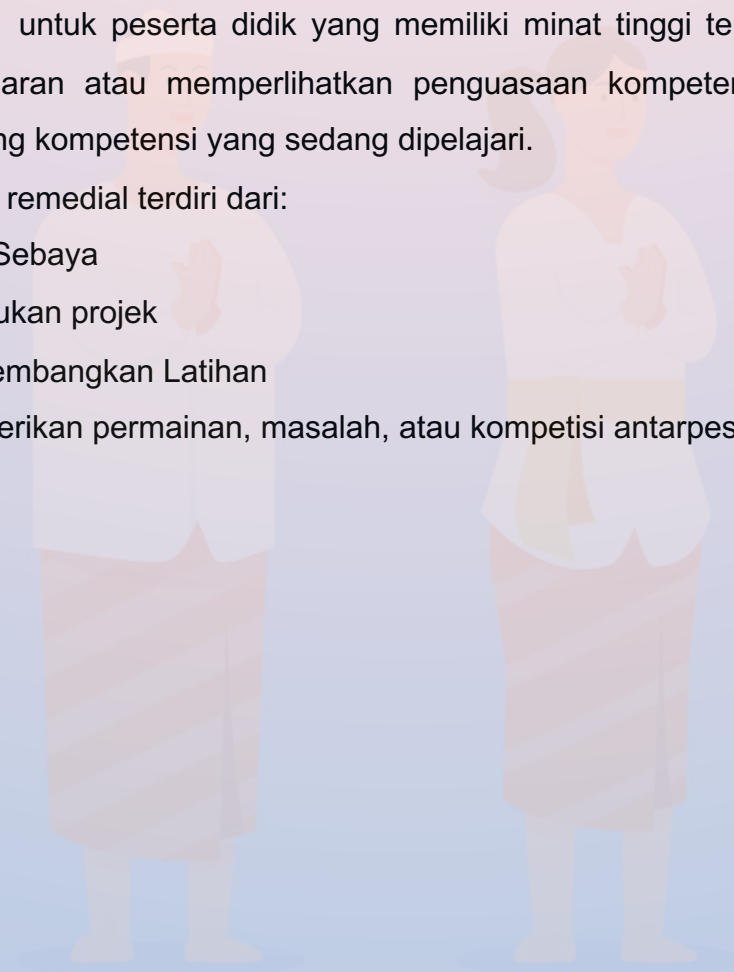 untuk peserta didik yang memiliki minat tinggi te
aran atau memperlihatkan penguasaan kompeten
ng kompetensi yang sedang dipelajari.
remedial terdiri dari:
Sebaya
ukan projek
embangkan Latihan
erikan permainan, masalah, atau kompetisi antarpes